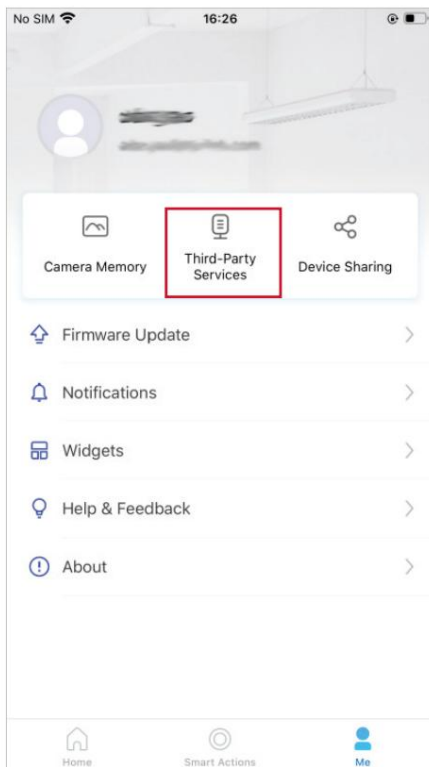 No SIM 16:26
Camera Memory
Third-Party
Services
Device Sharing
Firmware Update
Notifications
Widgets
Help & Feedback
About
Home
Smart Actions
Me